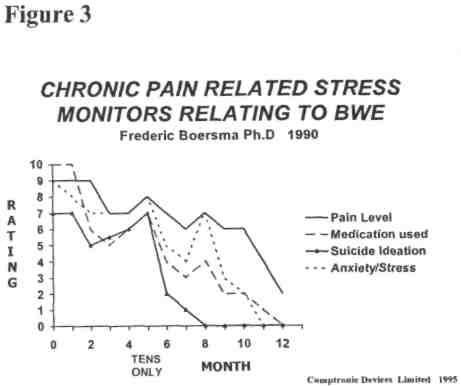 Figure 3
CHRONIC PAIN RELATED STRESS
MONITORS RELATING TO BWE
Frederic Boersma Ph.D 1990
RATING
10
9
8
7
6
5
4
3
2
1
0
0 2 4 6 8 10 12
TENS
ONLY
MONTH
Pain Level
Medication used
Suicide Ideation
Anxiety/Stress
Comptronic Devices Limited 1995